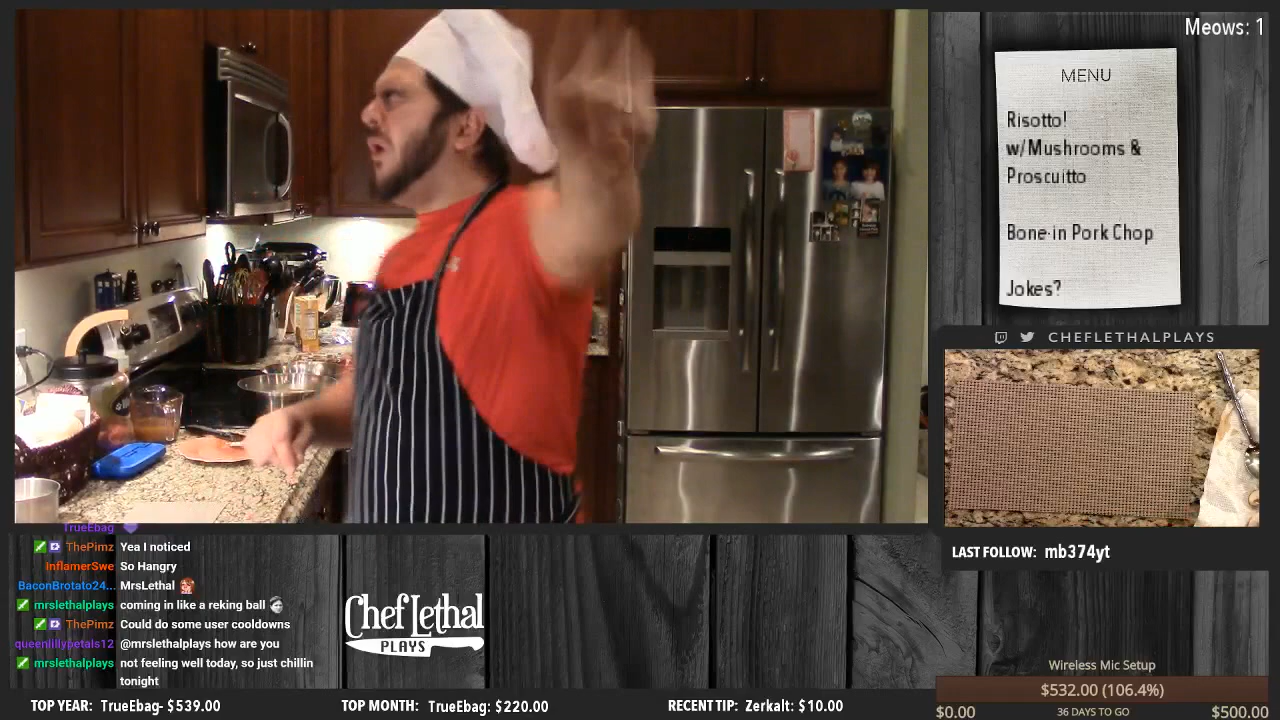 Meows: 1
MENU
Risotto!
w/Mushrooms &
Proscuitto
Bone-in Pork Chop
Jokes?
CHEFLETHALPLAYS
LAST FOLLOW: mb374yt
TrueEbag
ThePimz Yea I noticed
InflamerSwe So Hangry
BaconBrotato24... MrsLethal
mrslethalplays coming in like a reking ball
ThePimz Could do some user cooldowns
queenlillypetals12 @mrslethalplays how are you
mrslethalplays not feeling well today, so just chillin
tonight
Chef Lethal
PLAYS
Wireless Mic Setup
$532.00 (106.4%)
$0.00 36 DAYS TO GO $500.00
TOP YEAR: TrueEbag- $539.00
TOP MONTH: TrueEbag: $220.00
RECENT TIP: Zerkalt: $10.00